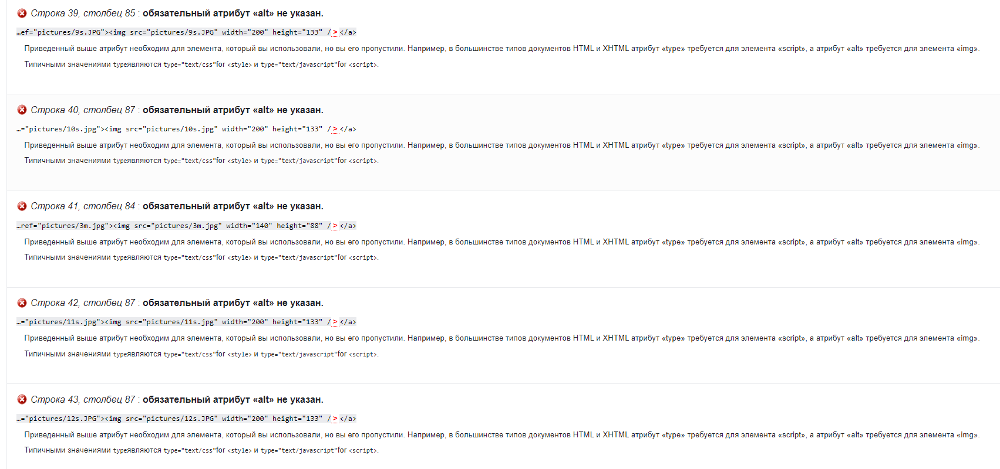 Строка 39, столбец 85 : обязательный атрибут «alt» не указан.
…ef="pictures/9s.JPG"><img src="pictures/9s.JPG" width="200" height="133" /></a>
Приведенный выше атрибут необходим для элемента, который вы использовали, но вы его пропустили. Например, в большинстве типов документов HTML и XHTML атрибут «type» требуется для элемента «script», а атрибут «alt» требуется для элемента «img».
Типичными значениями typeявляются type="text/css"for <style> и type="text/javascript"for <script>.
Строка 40, столбец 87 : обязательный атрибут «alt» не указан.
…="pictures/10s.jpg"><img src="pictures/10s.jpg" width="200" height="133" /></a>
Приведенный выше атрибут необходим для элемента, который вы использовали, но вы его пропустили. Например, в большинстве типов документов HTML и XHTML атрибут «type» требуется для элемента «script», а атрибут «alt» требуется для элемента «img».
Типичными значениями typeявляются type="text/css"for <style> и type="text/javascript"for <script>.
Строка 41, столбец 84 : обязательный атрибут «alt» не указан.
…ref="pictures/3m.jpg"><img src="pictures/3m.jpg" width="140" height="88" /></a>
Приведенный выше атрибут необходим для элемента, который вы использовали, но вы его пропустили. Например, в большинстве типов документов HTML и XHTML атрибут «type» требуется для элемента «script», а атрибут «alt» требуется для элемента «img».
Типичными значениями typeявляются type="text/css"for <style> и type="text/javascript"for <script>.
Строка 42, столбец 87 : обязательный атрибут «alt» не указан.
…="pictures/11s.jpg"><img src="pictures/11s.jpg" width="200" height="133" /></a>
Приведенный выше атрибут необходим для элемента, который вы использовали, но вы его пропустили. Например, в большинстве типов документов HTML и XHTML атрибут «type» требуется для элемента «script», а атрибут «alt» требуется для элемента «img».
Типичными значениями typeявляются type="text/css"for <style> и type="text/javascript"for <script>.
Строка 43, столбец 87 : обязательный атрибут «alt» не указан.
…="pictures/12s.JPG"><img src="pictures/12s.JPG" width="200" height="133" /></a>
Приведенный выше атрибут необходим для элемента, который вы использовали, но вы его пропустили. Например, в большинстве типов документов HTML и XHTML атрибут «type» требуется для элемента «script», а атрибут «alt» требуется для элемента «img».
Типичными значениями typeявляются type="text/css"for <style> и type="text/javascript"for <script>.